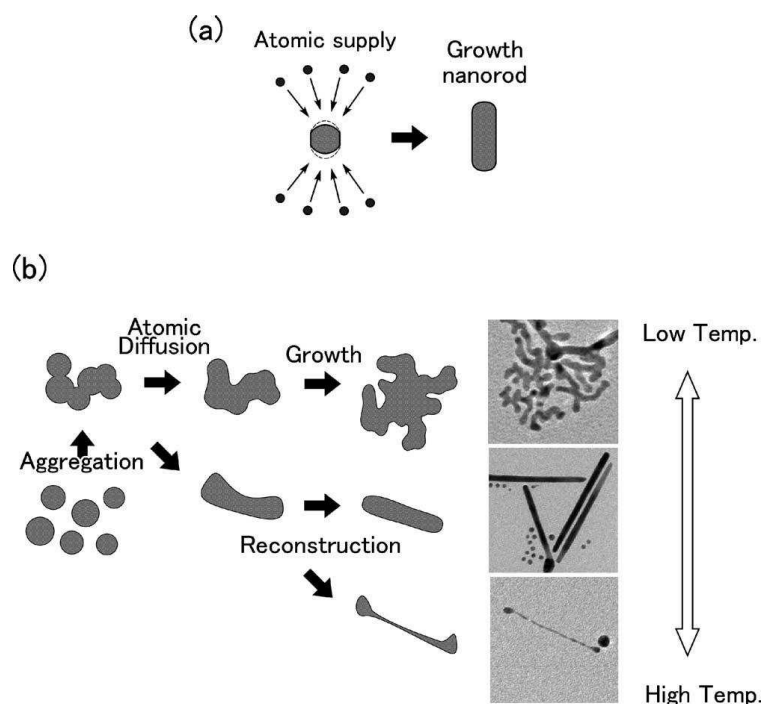 (a)
Atomic supply
Growth
nanorod
(b)
Atomic
Diffusion
Growth
Low Temp.
Aggregation
Reconstruction
High Temp.